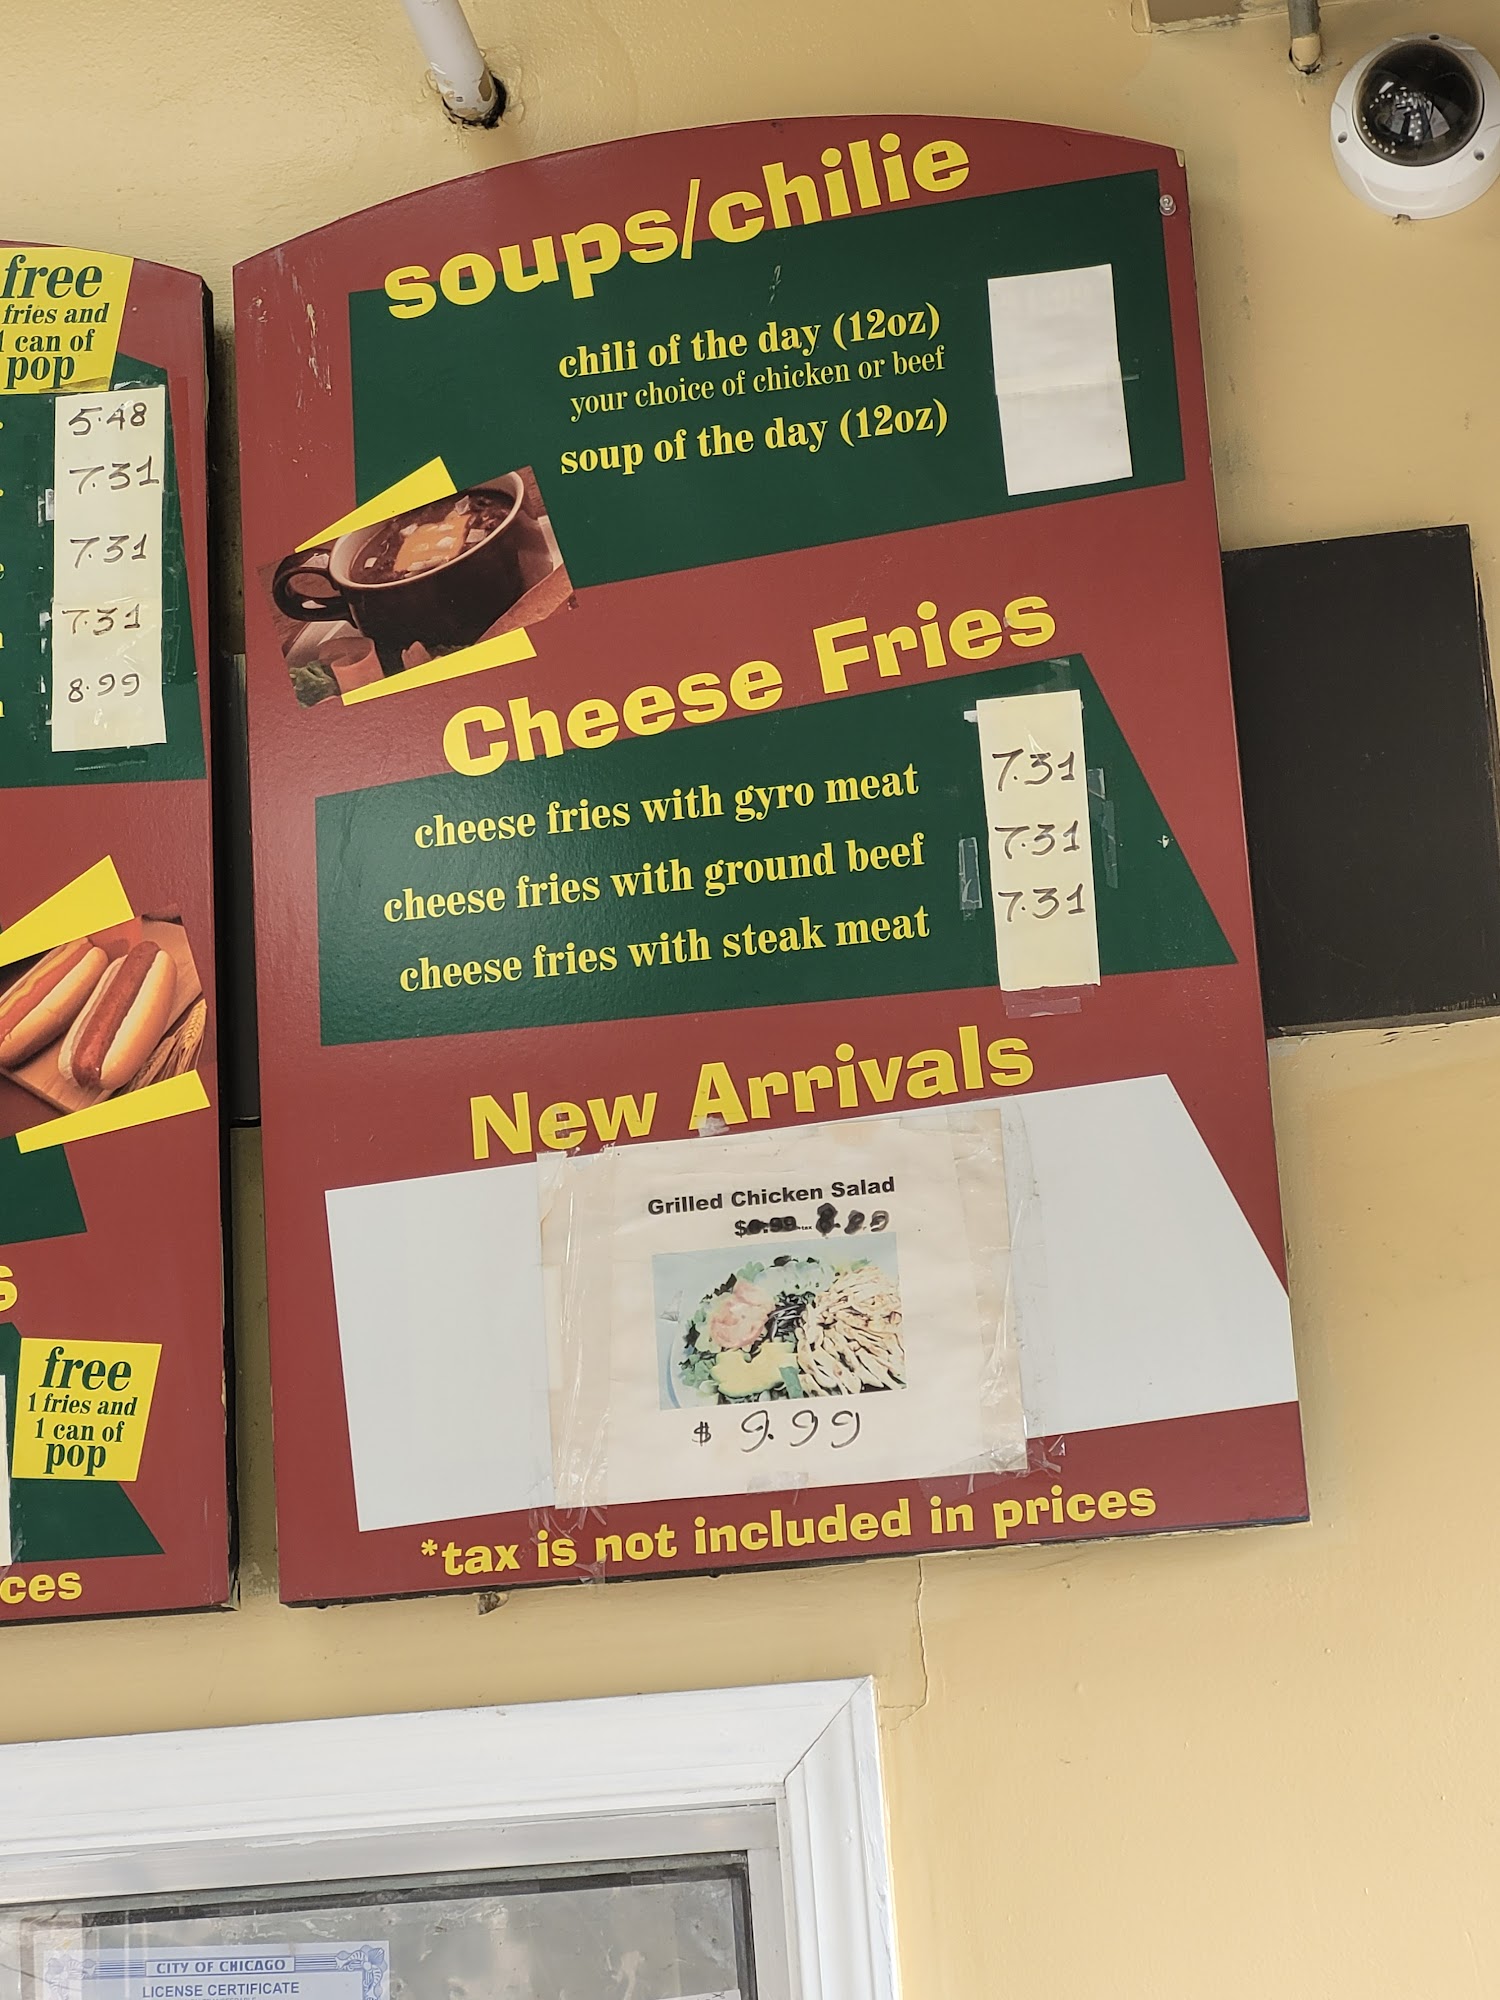 free
fries and
1 can of
pop
5.48
7.31
7.31
7.31
8.99
free
1 fries and
1 can of
pop
ces
soups/chilie
chili of the day (12oz)
your choice of chicken or beef
soup of the day (12oz)
Cheese Fries
cheese fries with gyro meat 7.31
cheese fries with ground beef 7.31
cheese fries with steak meat 7.31
New Arrivals
Grilled Chicken Salad
$ 9.99
*tax is not included in prices
CITY OF CHICAGO
LICENSE CERTIFICATE